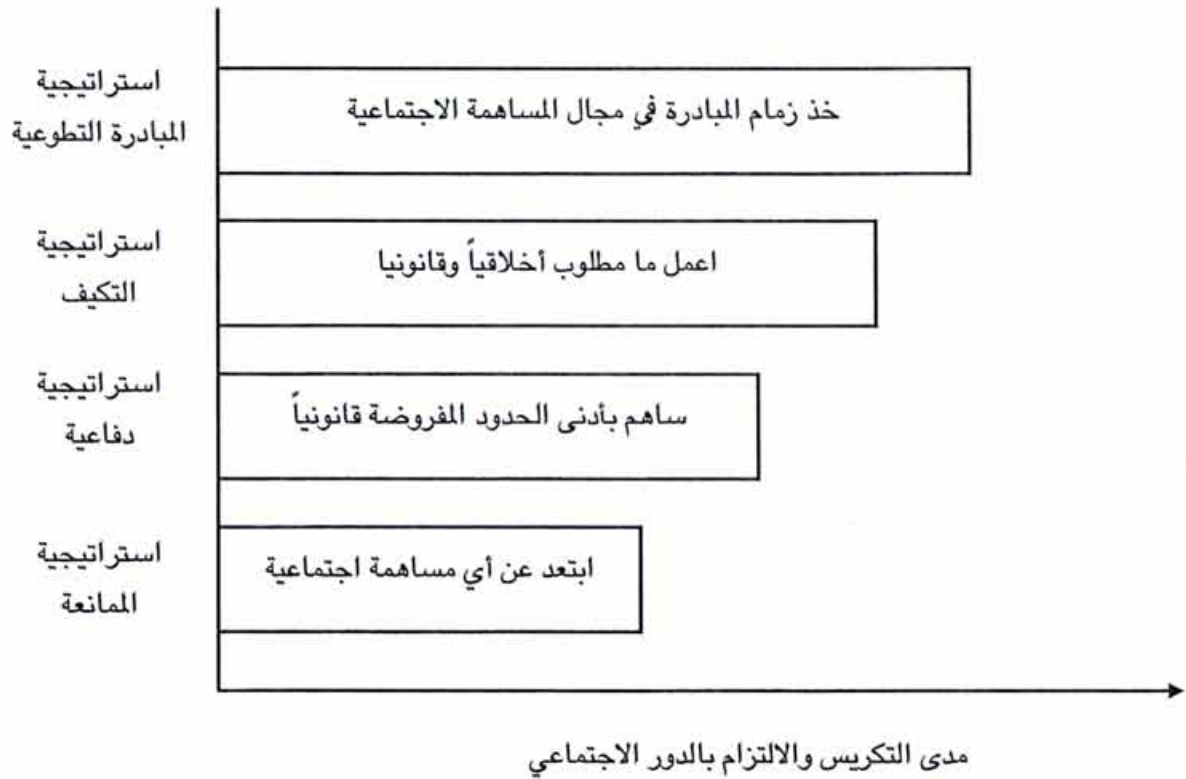 استراتيجية
المبادرة التطوعية
خذ زمام المبادرة في مجال المساهمة الاجتماعية
استراتيجية
التكيف
اعمل ما مطلوب أخلاقياً وقانونيا
استراتيجية
دفاعية
ساهم بأدنى الحدود المفروضة قانونياً
استراتيجية
الممانعة
ابتعد عن أي مساهمة اجتماعية
مدى التكريس والالتزام بالدور الاجتماعي